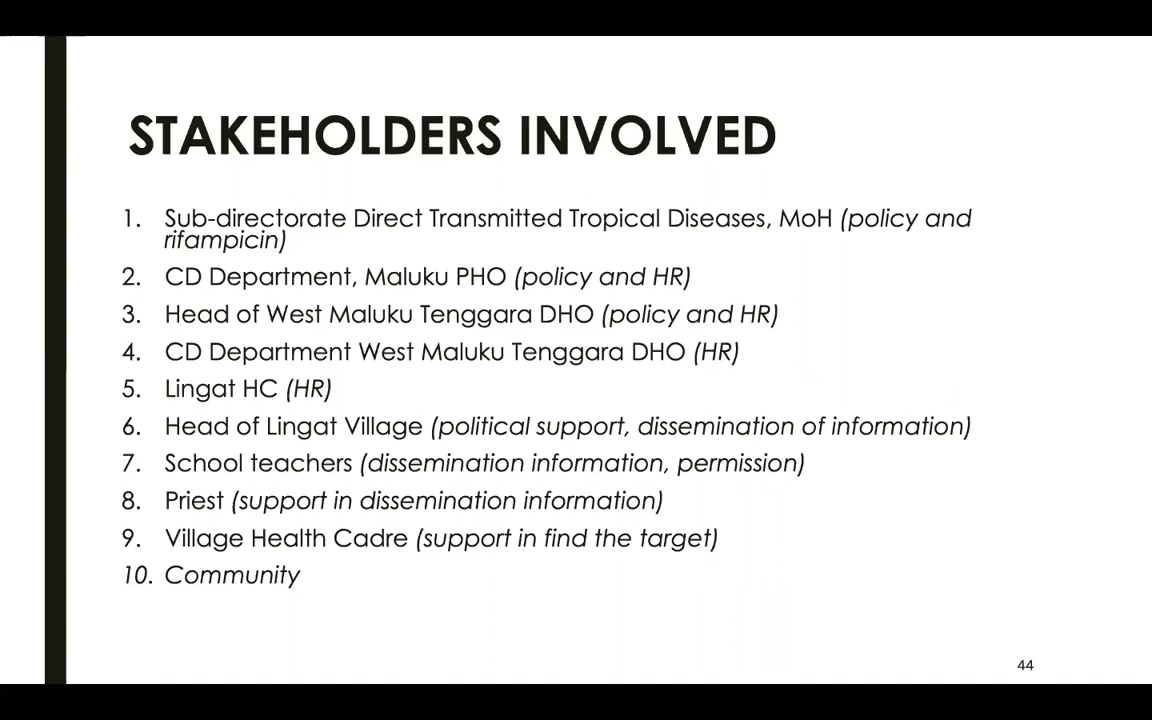 STAKEHOLDERS INVOLVED
1. Sub-directorate Direct Transmitted Tropical Diseases, MoH (policy and
rifampicin)
2. CD Department, Maluku PHO (policy and HR)
3. Head of West Maluku Tenggara DHO (policy and HR)
4. CD Department West Maluku Tenggara DHO (HR)
5. Lingat HC (HR)
6. Head of Lingat Village (political support, dissemination of information)
7. School teachers (dissemination information, permission)
8. Priest (support in dissemination information)
9. Village Health Cadre (support in find the target)
10. Community
44